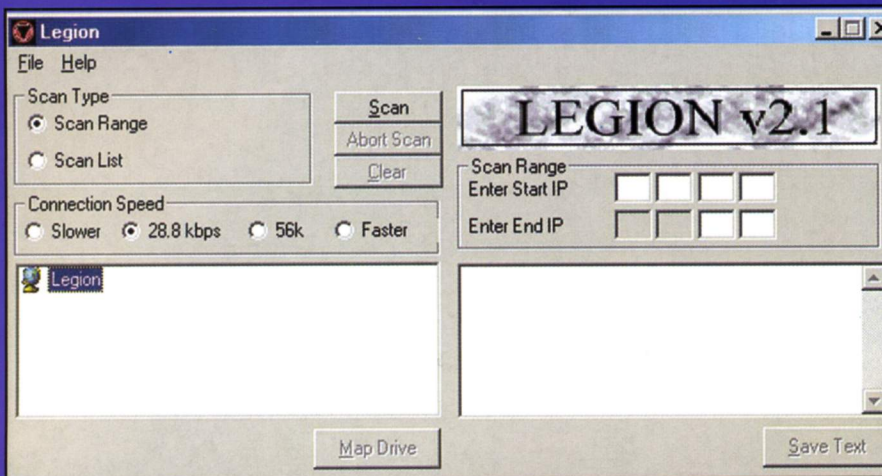 Legion
File Help
Scan Type
Scan Range
Scan List
Scan
Abort Scan
Clear
LEGION v2.1
Connection Speed
Slower 28.8 kbps 56k Faster
Scan Range
Enter Start IP
Enter End IP
Legion
Map Drive
Save Text